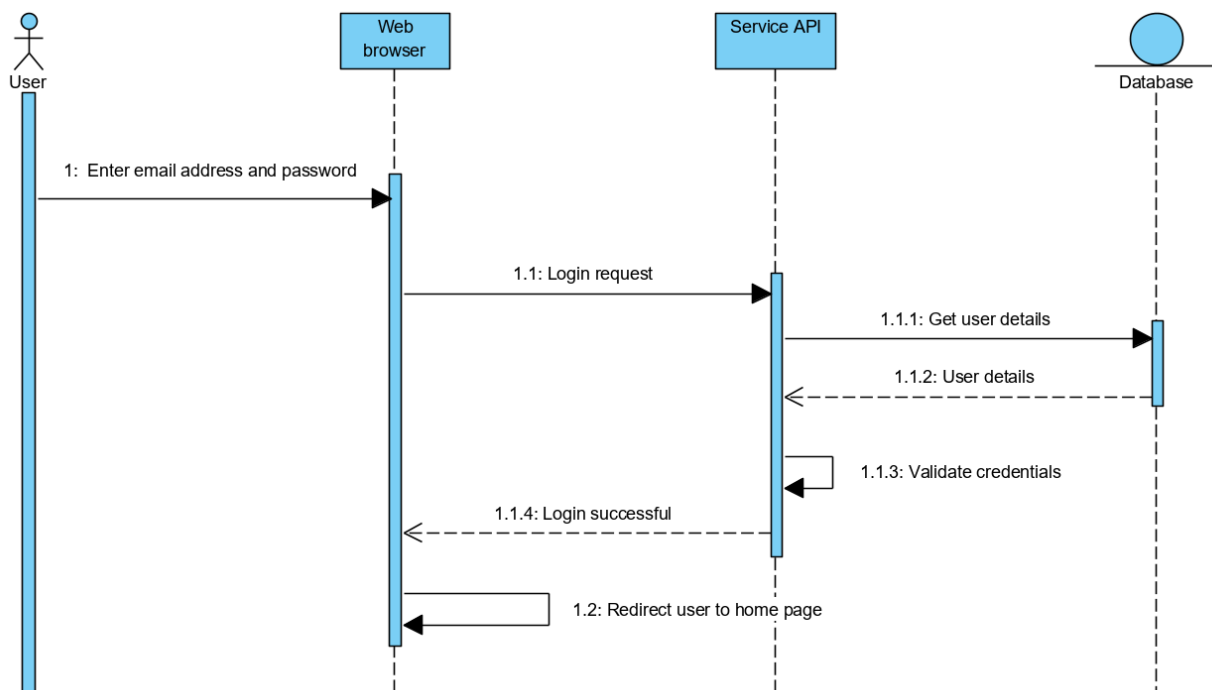 Web
browser
Service API
User
Database
1:  Enter email address and password
1.1: Login request
1.1.1: Get user details
1.1.2: User details
1.1.3: Validate credentials
1.1.4: Login successful
1.2: Redirect user to home page